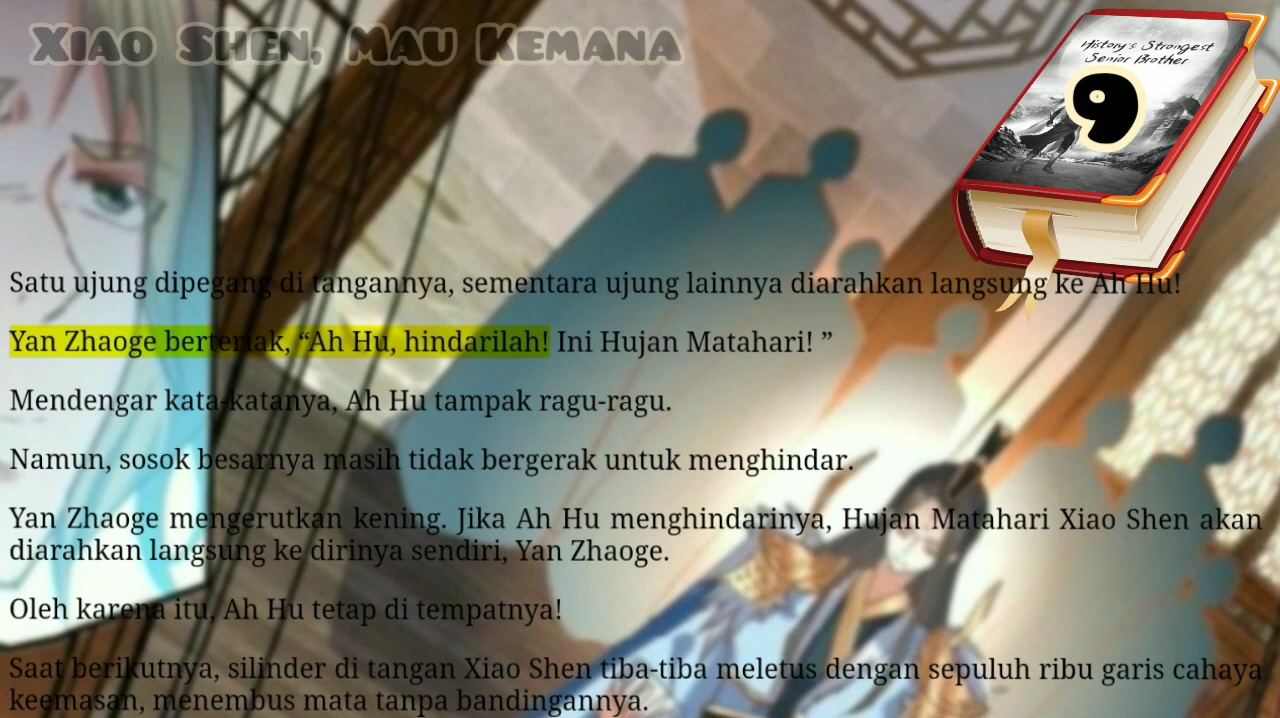 Xiao Shen, Mau Kemana
History's Strongest
Senior Brother
9
Satu ujung dipegang di tangannya, sementara ujung lainnya diarahkan langsung ke Ah Hu!
Yan Zhaoge berteriak, “Ah Hu, hindarilah! Ini Hujan Matahari! ”
Mendengar kata-katanya, Ah Hu tampak ragu-ragu.
Namun, sosok besarnya masih tidak bergerak untuk menghindar.
Yan Zhaoge mengerutkan kening. Jika Ah Hu menghindarinya, Hujan Matahari Xiao Shen akan
diarahkan langsung ke dirinya sendiri, Yan Zhaoge.
Oleh karena itu, Ah Hu tetap di tempatnya!
Saat berikutnya, silinder di tangan Xiao Shen tiba-tiba meletus dengan sepuluh ribu garis cahaya
keemasan, menembus mata tanpa bandingannya.